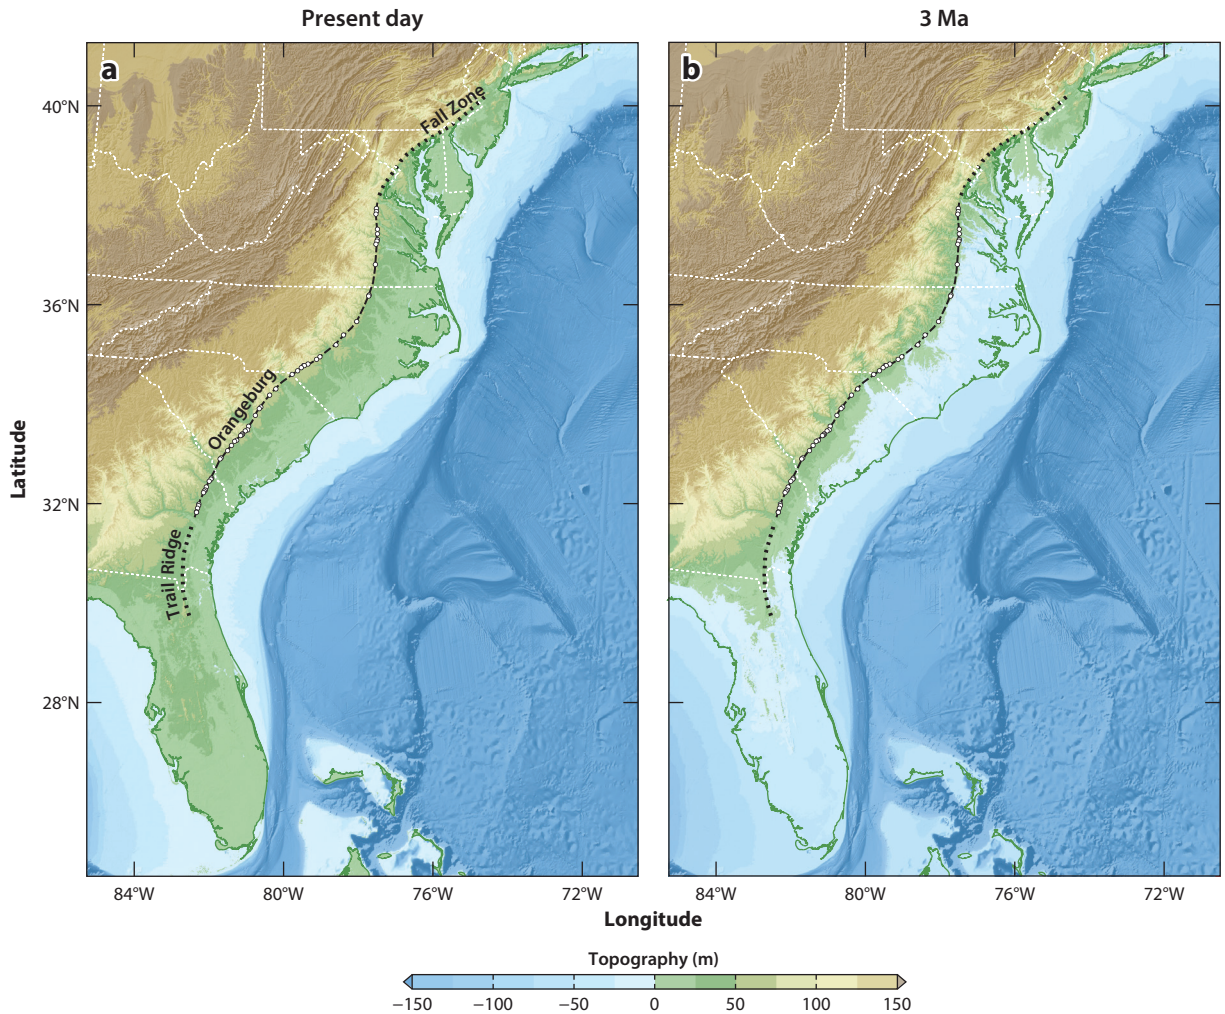 Present day
3 Ma
a
b
Fall Zone
Orangeburg
Trail Ridge
40°N
36°N
32°N
28°N
Latitude
84°W
80°W
76°W
72°W
84°W
80°W
76°W
72°W
Longitude
Topography (m)
−150
−100
−50
0
50
100
150